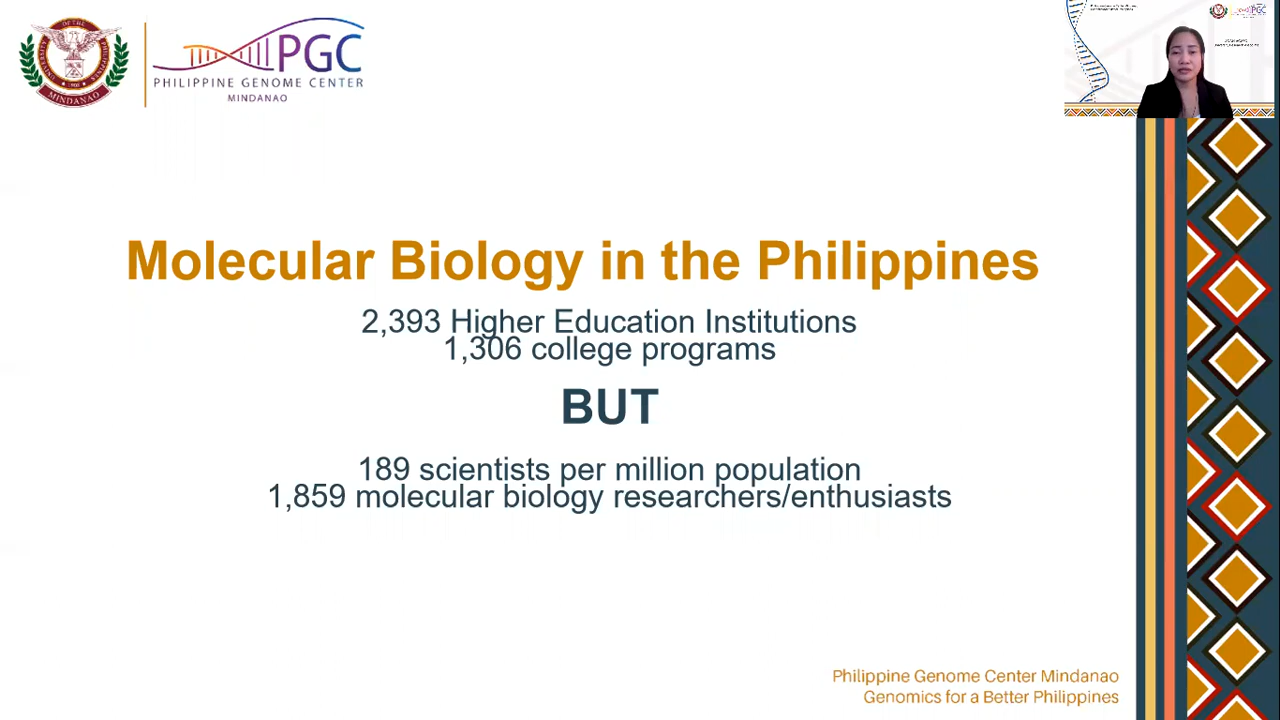 PGC
PHILIPPINE GENOME CENTER
MINDANAO
Molecular Biology in the Philippines
2,393 Higher Education Institutions
1,306 college programs
BUT
189 scientists per million population
1,859 molecular biology researchers/enthusiasts
Philippine Genome Center Mindanao
Genomics for a Better Philippines